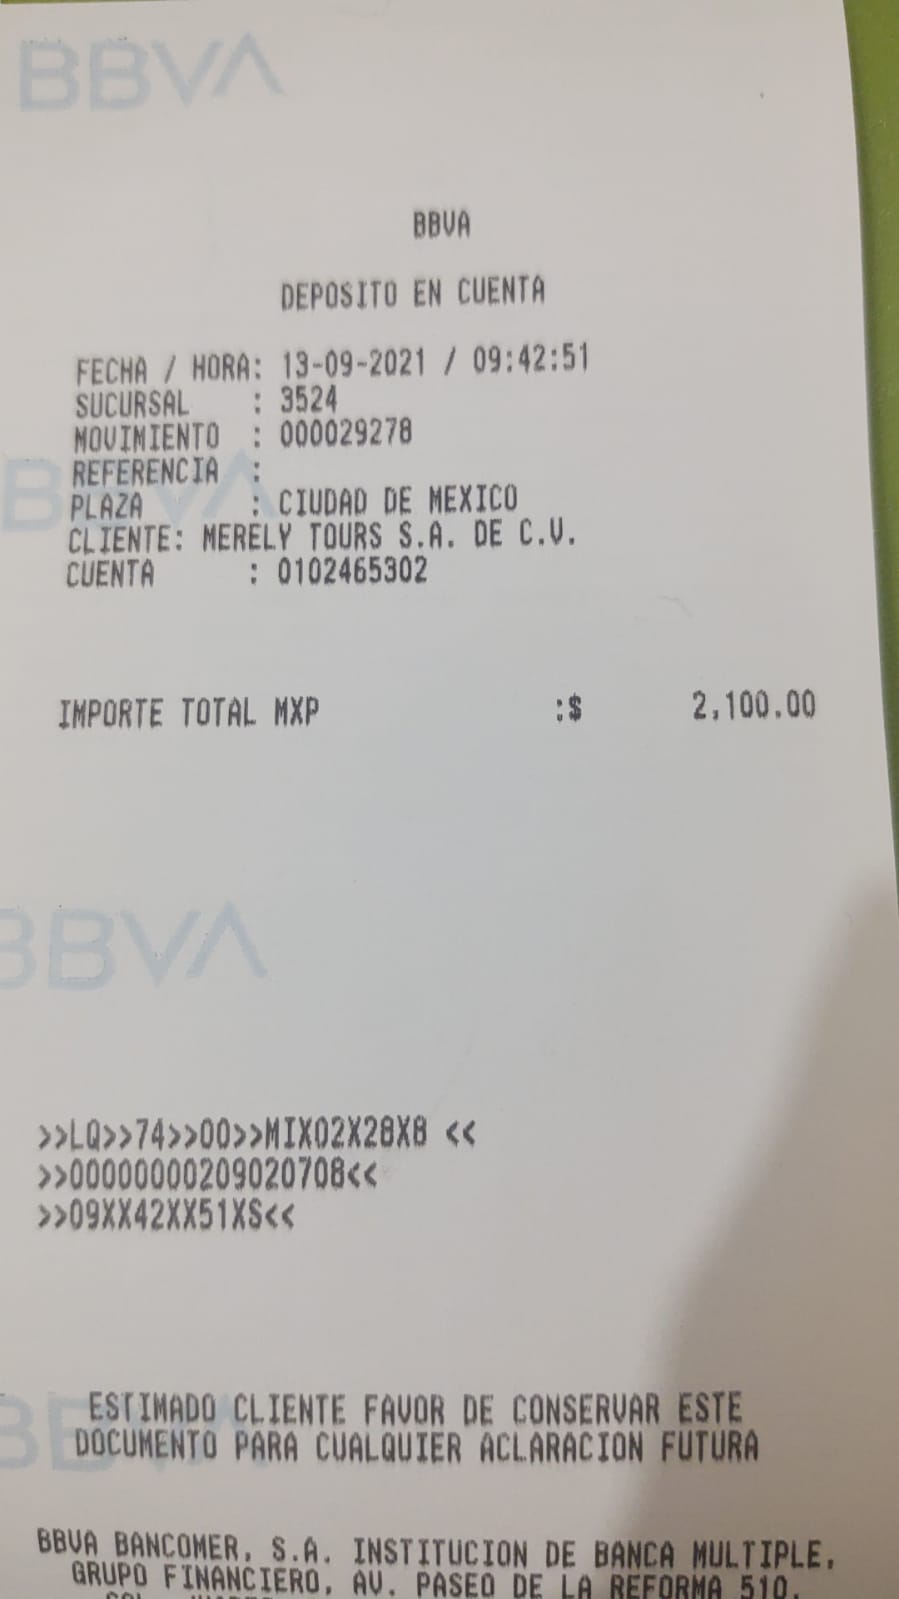 BBVA
BBVA
DEPOSITO EN CUENTA
FECHA / HORA: 13-09-2021 / 09:42:51
SUCURSAL : 3524
MOVIMIENTO : 000029278
REFERENCIA :
BBVA
PLAZA : CIUDAD DE MEXICO
CLIENTE: MERELY TOURS S.A. DE C.V.
CUENTA : 0102465302
IMPORTE TOTAL MXP :$ 2,100.00
BBVA
>>LQ>>74>>00>>MIX02X28X8 <<
>>00000000209020708<<
>>09XX42XX51XS<<
BBVA
ESTIMADO CLIENTE FAVOR DE CONSERVAR ESTE
DOCUMENTO PARA CUALQUIER ACLARACION FUTURA
BBVA BANCOMER, S.A. INSTITUCION DE BANCA MULTIPLE,
GRUPO FINANCIERO, AV. PASEO DE LA REFORMA 510,